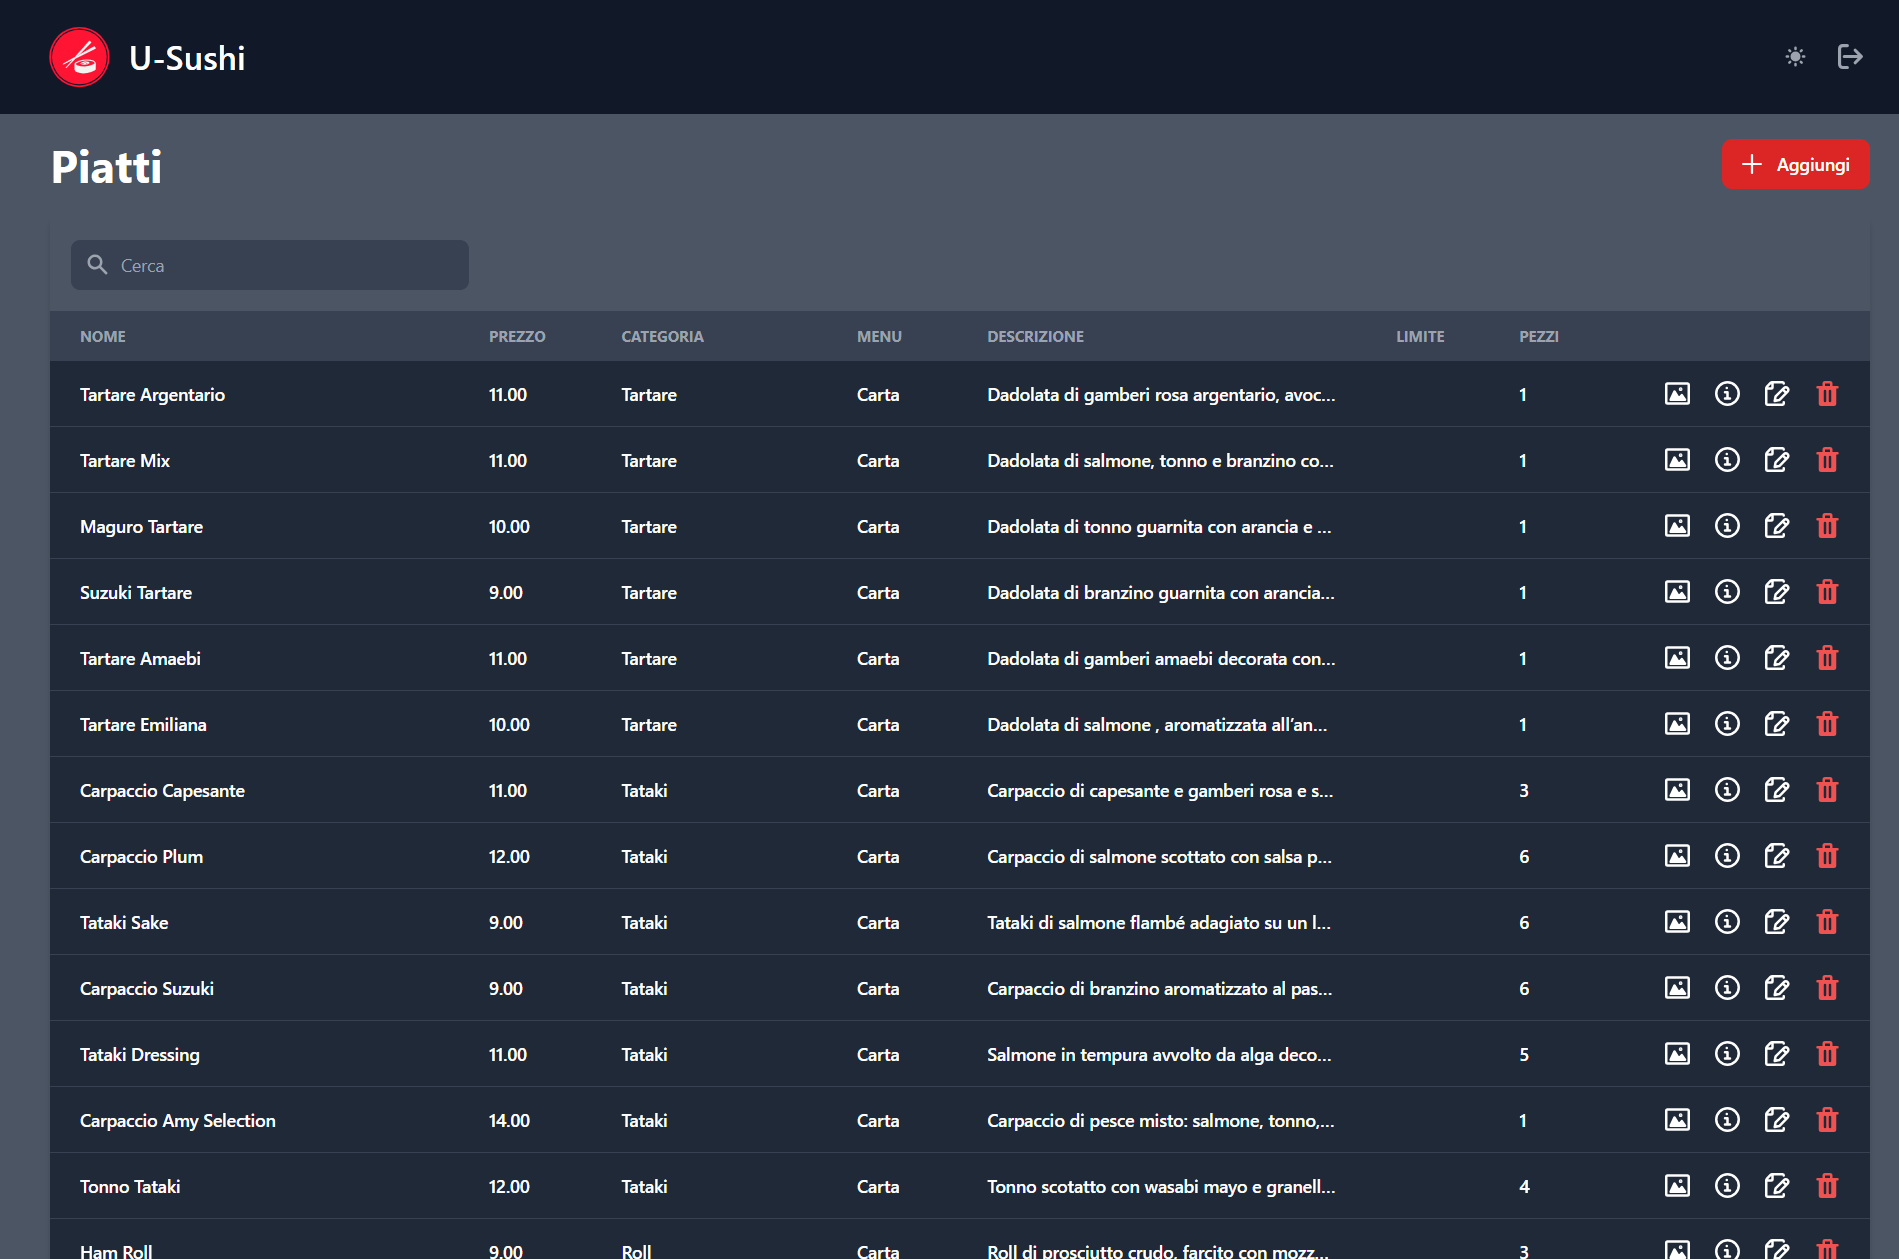 U-Sushi
Piatti
Aggiungi
Cerca
NOME PREZZO CATEGORIA MENU DESCRIZIONE LIMITE PEZZI
Tartare Argentario 11.00 Tartare Carta Dadolata di gamberi rosa argentario, avoc... 1
Tartare Mix 11.00 Tartare Carta Dadolata di salmone, tonno e branzino co... 1
Maguro Tartare 10.00 Tartare Carta Dadolata di tonno guarnita con arancia e ... 1
Suzuki Tartare 9.00 Tartare Carta Dadolata di branzino guarnita con arancia... 1
Tartare Amaebi 11.00 Tartare Carta Dadolata di gamberi amaebi decorata con... 1
Tartare Emiliana 10.00 Tartare Carta Dadolata di salmone , aromatizzata all’an... 1
Carpaccio Capesante 11.00 Tataki Carta Carpaccio di capesante e gamberi rosa e s... 3
Carpaccio Plum 12.00 Tataki Carta Carpaccio di salmone scottato con salsa p... 6
Tataki Sake 9.00 Tataki Carta Tataki di salmone flambé adagiato su un l... 6
Carpaccio Suzuki 9.00 Tataki Carta Carpaccio di branzino aromatizzato al pas... 6
Tataki Dressing 11.00 Tataki Carta Salmone in tempura avvolto da alga deco... 5
Carpaccio Amy Selection 14.00 Tataki Carta Carpaccio di pesce misto: salmone, tonno,... 1
Tonno Tataki 12.00 Tataki Carta Tonno scotatto con wasabi mayo e granell... 4
Ham Roll 9.00 Roll Carta Roll di prosciutto crudo, farcito con mozz... 3